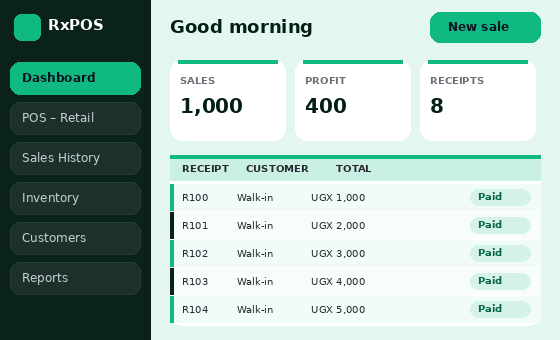 RxPOS
Dashboard
POS – Retail
Sales History
Inventory
Customers
Reports
Good morning
New sale
SALES
1,000
PROFIT
400
RECEIPTS
8
RECEIPT CUSTOMER TOTAL
R100 Walk-in UGX 1,000 Paid
R101 Walk-in UGX 2,000 Paid
R102 Walk-in UGX 3,000 Paid
R103 Walk-in UGX 4,000 Paid
R104 Walk-in UGX 5,000 Paid